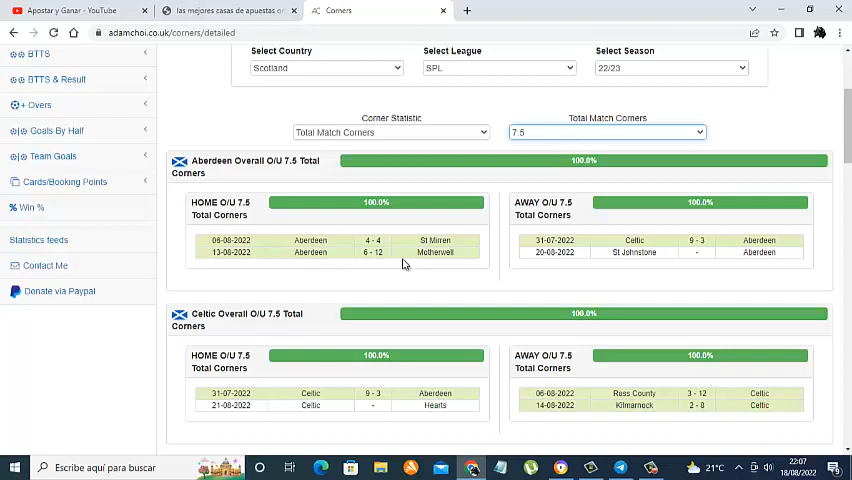 Apostar y Ganar - YouTube
las mejores casas de apuestas on
Corners
adamchoi.co.uk/corners/detailed
BTTS
BTTS & Result
+ Overs
Goals By Half
Team Goals
Cards/Booking Points
Win %
Statistics feeds
Contact Me
Donate via Paypal
Select Country Select League Select Season
Scotland SPL 22/23
Corner Statistic Total Match Corners
Total Match Corners 7.5
Aberdeen Overall O/U 7.5 Total Corners
100.0%
HOME O/U 7.5 Total Corners
100.0%
06-08-2022 Aberdeen 4 - 4 St Mirren
13-08-2022 Aberdeen 6 - 12 Motherwell
AWAY O/U 7.5 Total Corners
100.0%
31-07-2022 Celtic 9 - 3 Aberdeen
20-08-2022 St Johnstone - Aberdeen
Celtic Overall O/U 7.5 Total Corners
100.0%
HOME O/U 7.5 Total Corners
100.0%
31-07-2022 Celtic 9 - 3 Aberdeen
21-08-2022 Celtic - Hearts
AWAY O/U 7.5 Total Corners
100.0%
06-08-2022 Ross County 3 - 12 Celtic
14-08-2022 Kilmarnock 2 - 8 Celtic
Escribe aquí para buscar
21°C
22:07
18/08/2022